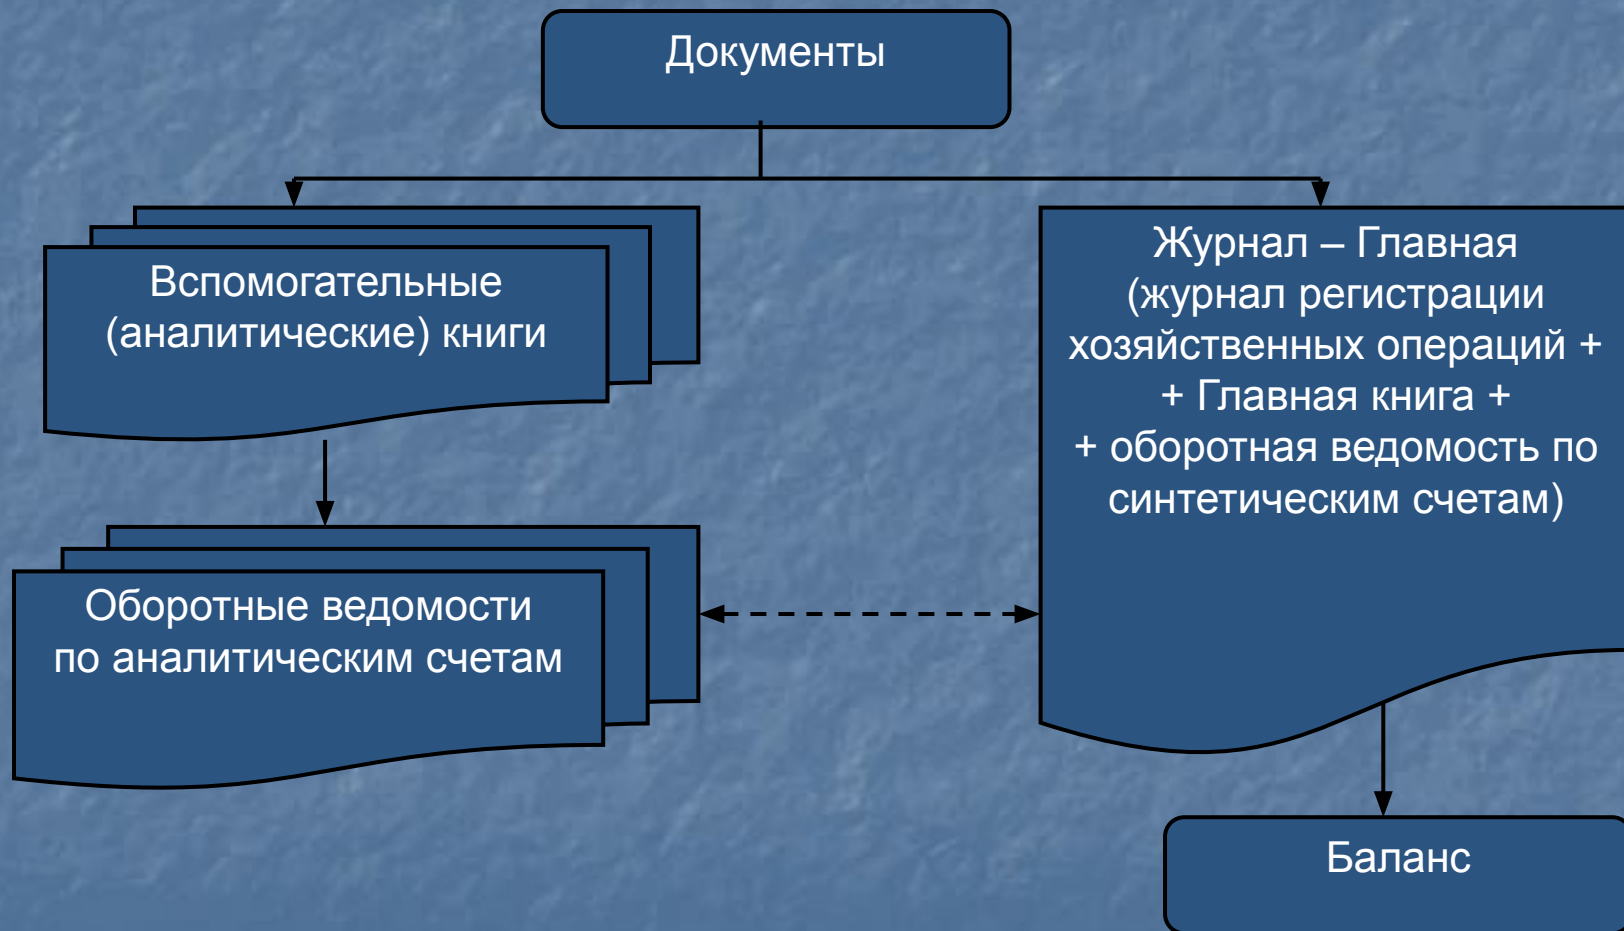 Документы
Вспомогательные
(аналитические) книги
Журнал – Главная
(журнал регистрации
хозяйственных операций +
+ Главная книга +
+ оборотная ведомость по
синтетическим счетам)
Оборотные ведомости
по аналитическим счетам
Баланс